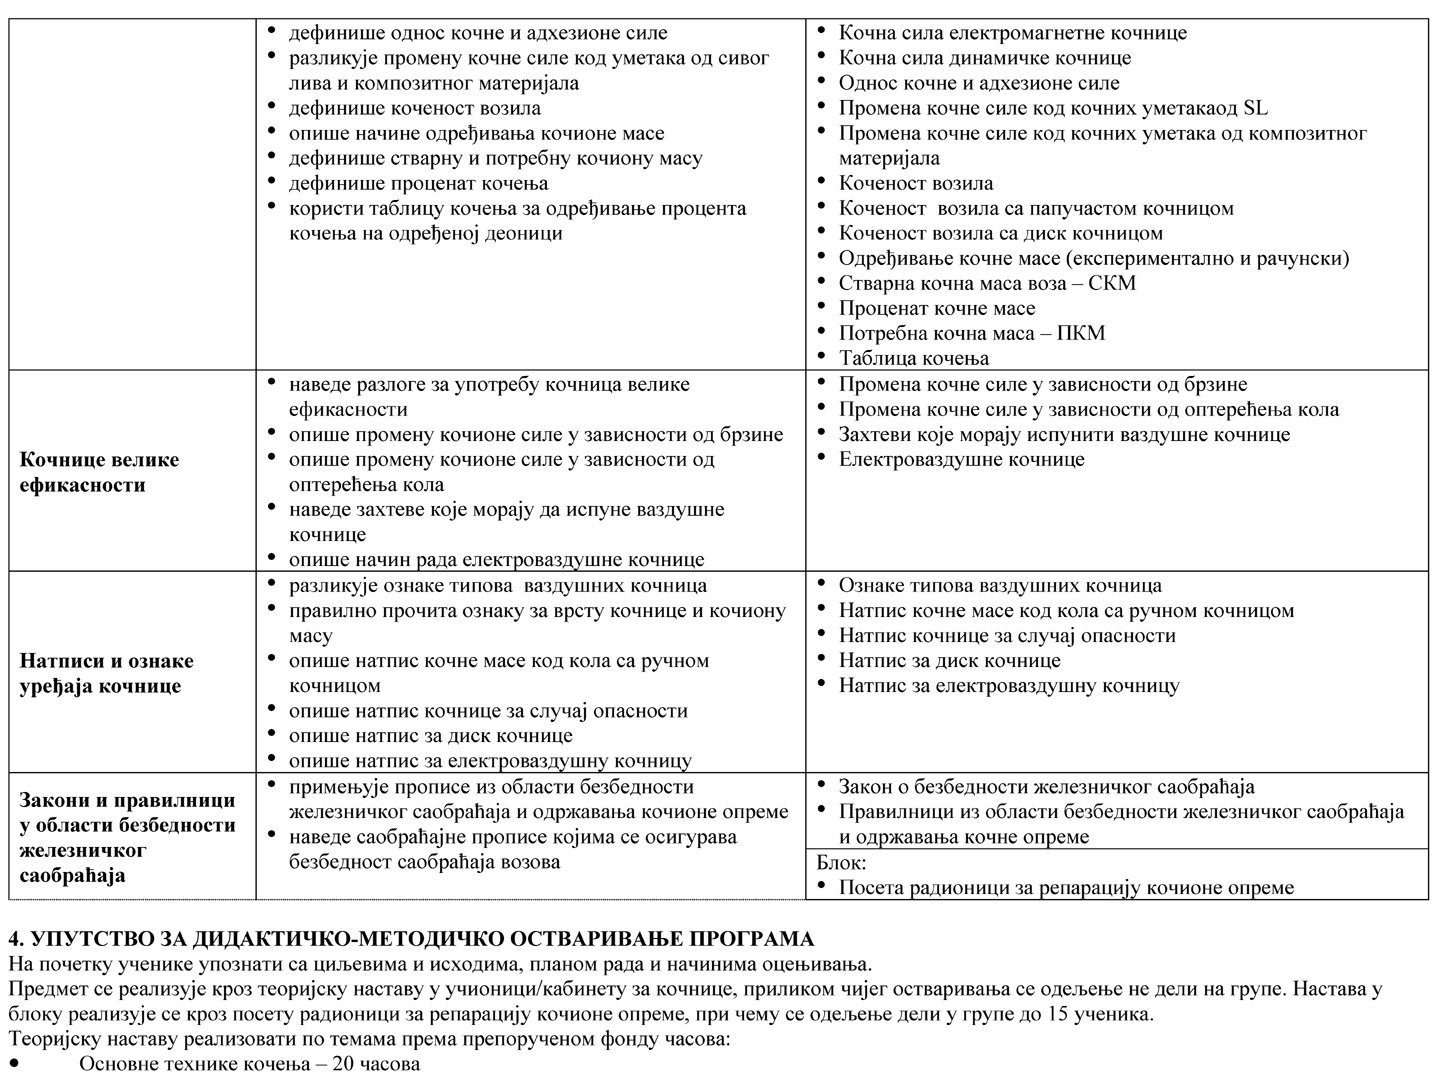 дефинише однос кочне и адхезионе силе
разликује промену кочне силе код уметака од сивог
лива и композитног материјала
дефинише коченост возила
опише начине одређивања кочионе масе
дефинише стварну и потребну кочиону масу
дефинише проценат кочења
користи таблицу кочења за одређивање процента
кочења на одређеној деоници
Кочна сила електромагнетне кочнице
Кочна сила динамичке кочнице
Однос кочне и адхезионе силе
Промена кочне силе код кочних уметакаод SL
Промена кочне силе код кочних уметака од композитног
материјала
Коченост возила
Коченост  возила са папучастом кочницом
Коченост возила са диск кочницом
Одређивање кочне масе (експериментално и рачунски)
Стварна кочна маса воза – СКМ
Проценат кочне масе
Потребна кочна маса – ПКМ
Таблица кочења
Кочнице велике
ефикасности
наведе разлоге за употребу кочница велике
ефикасности
опише промену кочионе силе у зависности од брзине
опише промену кочионе силе у зависности од
оптерећења кола
наведе захтеве које морају да испуне ваздушне
кочнице
опише начин рада електроваздушне кочнице
Промена кочне силе у зависности од брзине
Промена кочне силе у зависности од оптерећења кола
Захтеви које морају испунити ваздушне кочнице
Електроваздушне кочнице
Натписи и ознаке
уређаја кочнице
разликује ознаке типова  ваздушних кочница
правилно прочита ознаку за врсту кочнице и кочиону
масу
опише натпис кочне масе код кола са ручном
кочницом
опише натпис кочнице за случај опасности
опише натпис за диск кочнице
опише натпис за електроваздушну кочницу
Ознаке типова ваздушних кочница
Натпис кочне масе код кола са ручном кочницом
Натпис кочнице за случај опасности
Натпис за диск кочнице
Натпис за електроваздушну кочницу
Закони и правилници
у области безбедности
железничког
саобраћаја
примењује прописе из области безбедности
железничког саобраћаја и одржавања кочионе опреме
наведе саобраћајне прописе којима се осигурава
безбедност саобраћаја возова
Закон о безбедности железничког саобраћаја
Правилници из области безбедности железничког саобраћаја
и одржавања кочне опреме
Блок:
Посета радионици за репарацију кочионе опреме
4. УПУТСТВО ЗА ДИДАКТИЧКО-МЕТОДИЧКО ОСТВАРИВАЊЕ ПРОГРАМА
На почетку ученике упознати са циљевима и исходима, планом рада и начинима оцењивања.
Предмет се реализује кроз теоријску наставу у учионици/кабинету за кочнице, приликом чијег остваривања се одељење не дели на групе. Настава у
блоку реализује се кроз посету радионици за репарацију кочионе опреме, при чему се одељење дели у групе до 15 ученика.
Теоријску наставу реализовати по темама према препорученом фонду часова:
• Основне технике кочења – 20 часова